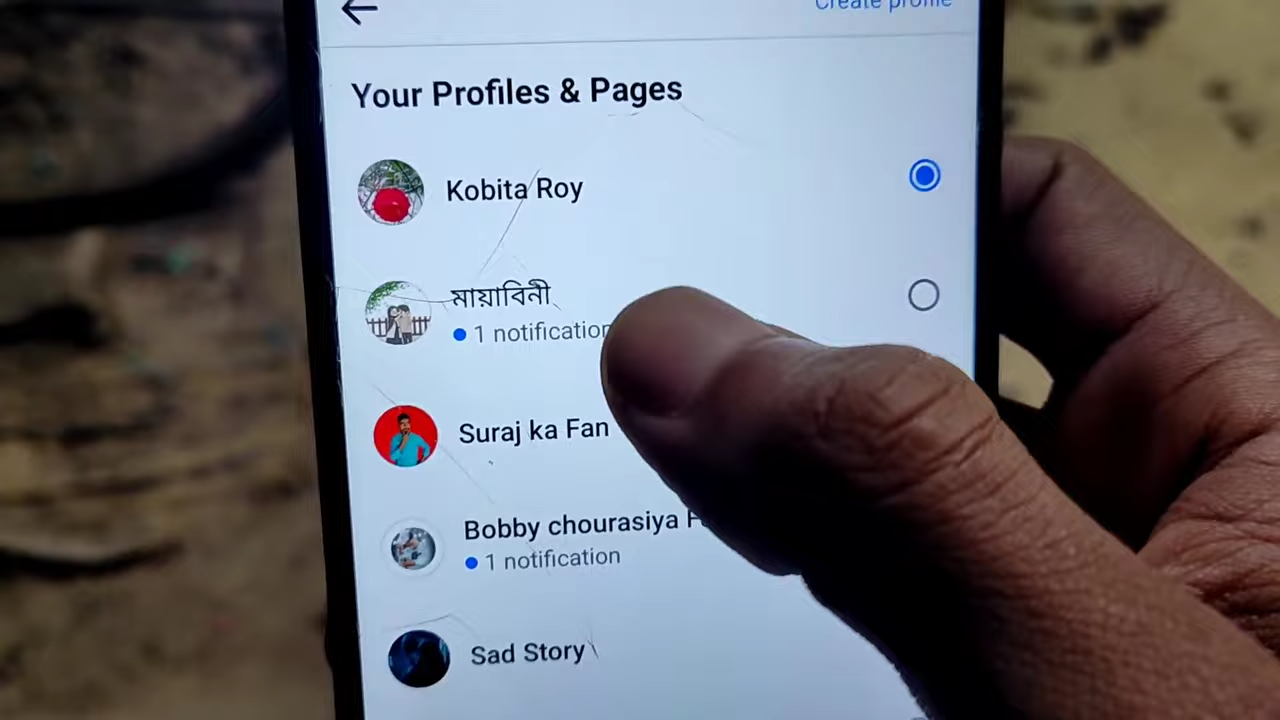 Create profile
Your Profiles & Pages
Kobita Roy
মায়াবিনী
1 notification
Suraj ka Fan
Bobby chourasiya
1 notification
Sad Story